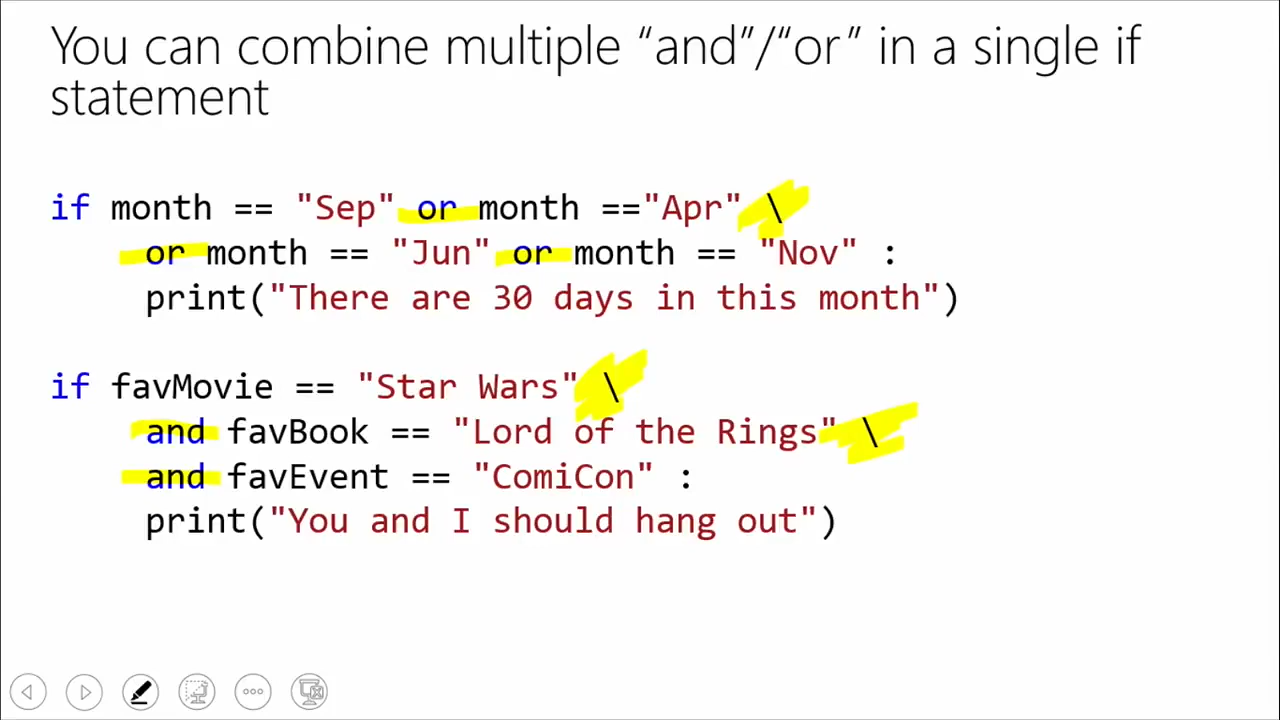 You can combine multiple “and”/“or” in a single if
statement
if month == "Sep" or month =="Apr" \
or month == "Jun" or month == "Nov" :
print("There are 30 days in this month")
if favMovie == "Star Wars" \
and favBook == "Lord of the Rings" \
and favEvent == "ComiCon" :
print("You and I should hang out")